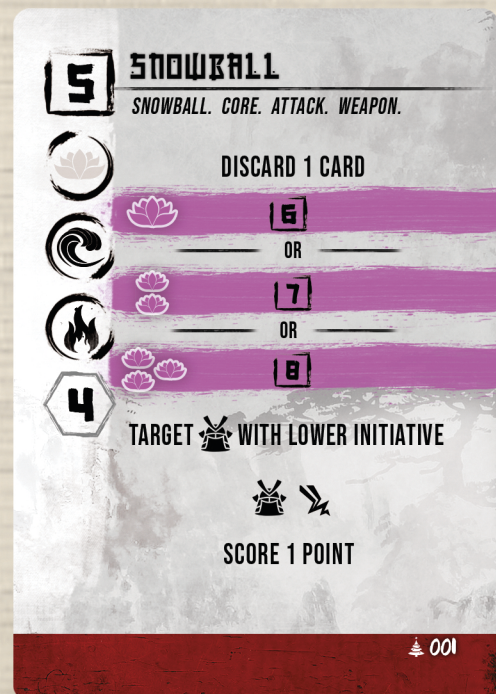 5
SNOWBALL
SNOWBALL. CORE. ATTACK. WEAPON.
DISCARD 1 CARD
6
OR
7
OR
8
4
TARGET WITH LOWER INITIATIVE
SCORE 1 POINT
001